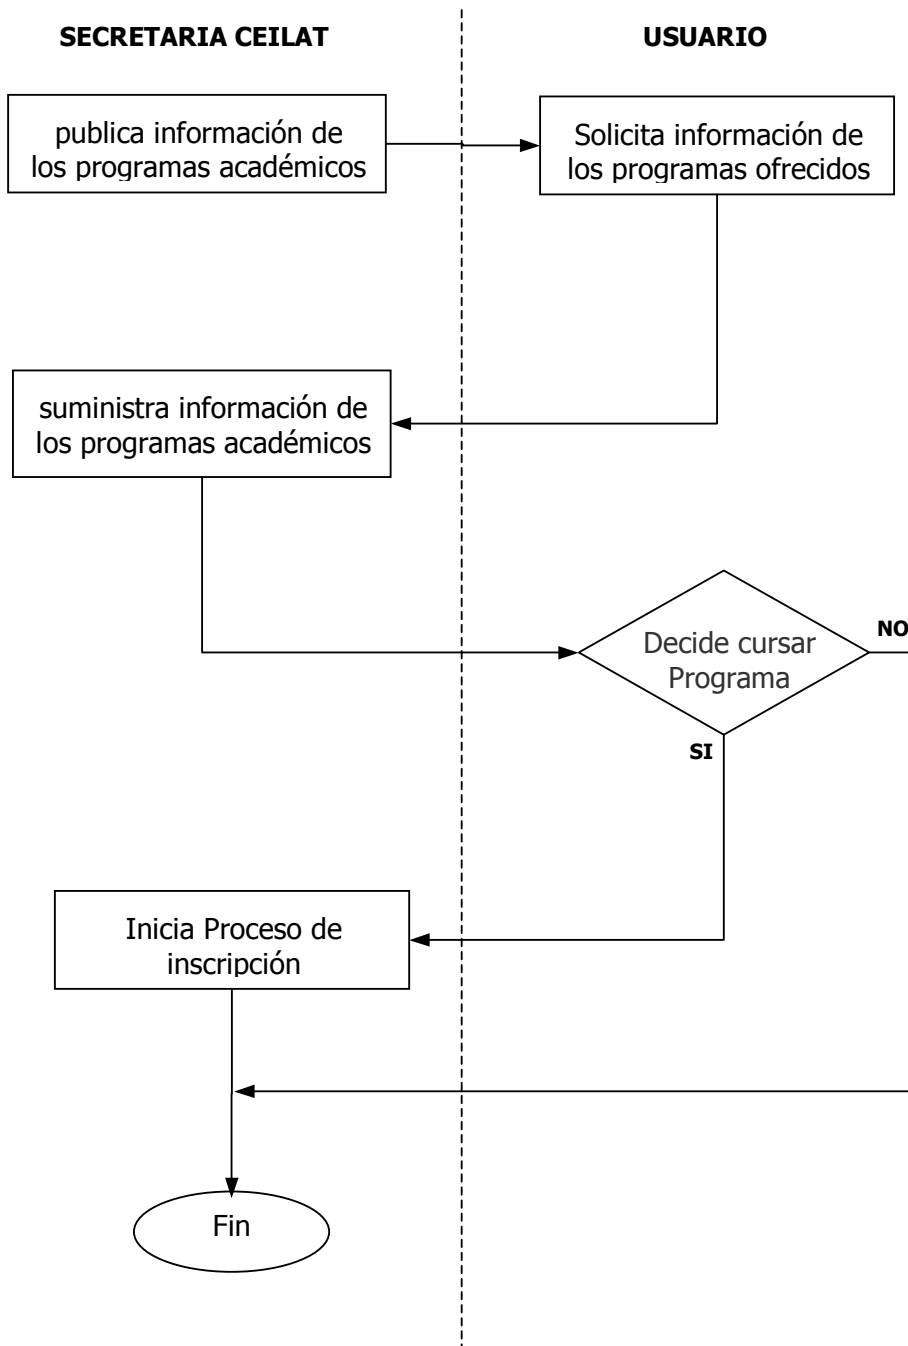 SECRETARIA CEILAT
USUARIO
publica información de
los programas académicos
Solicita información de
los programas ofrecidos
suministra información de
los programas académicos
Decide cursar
Programa
NO
SI
Inicia Proceso de
inscripción
Fin